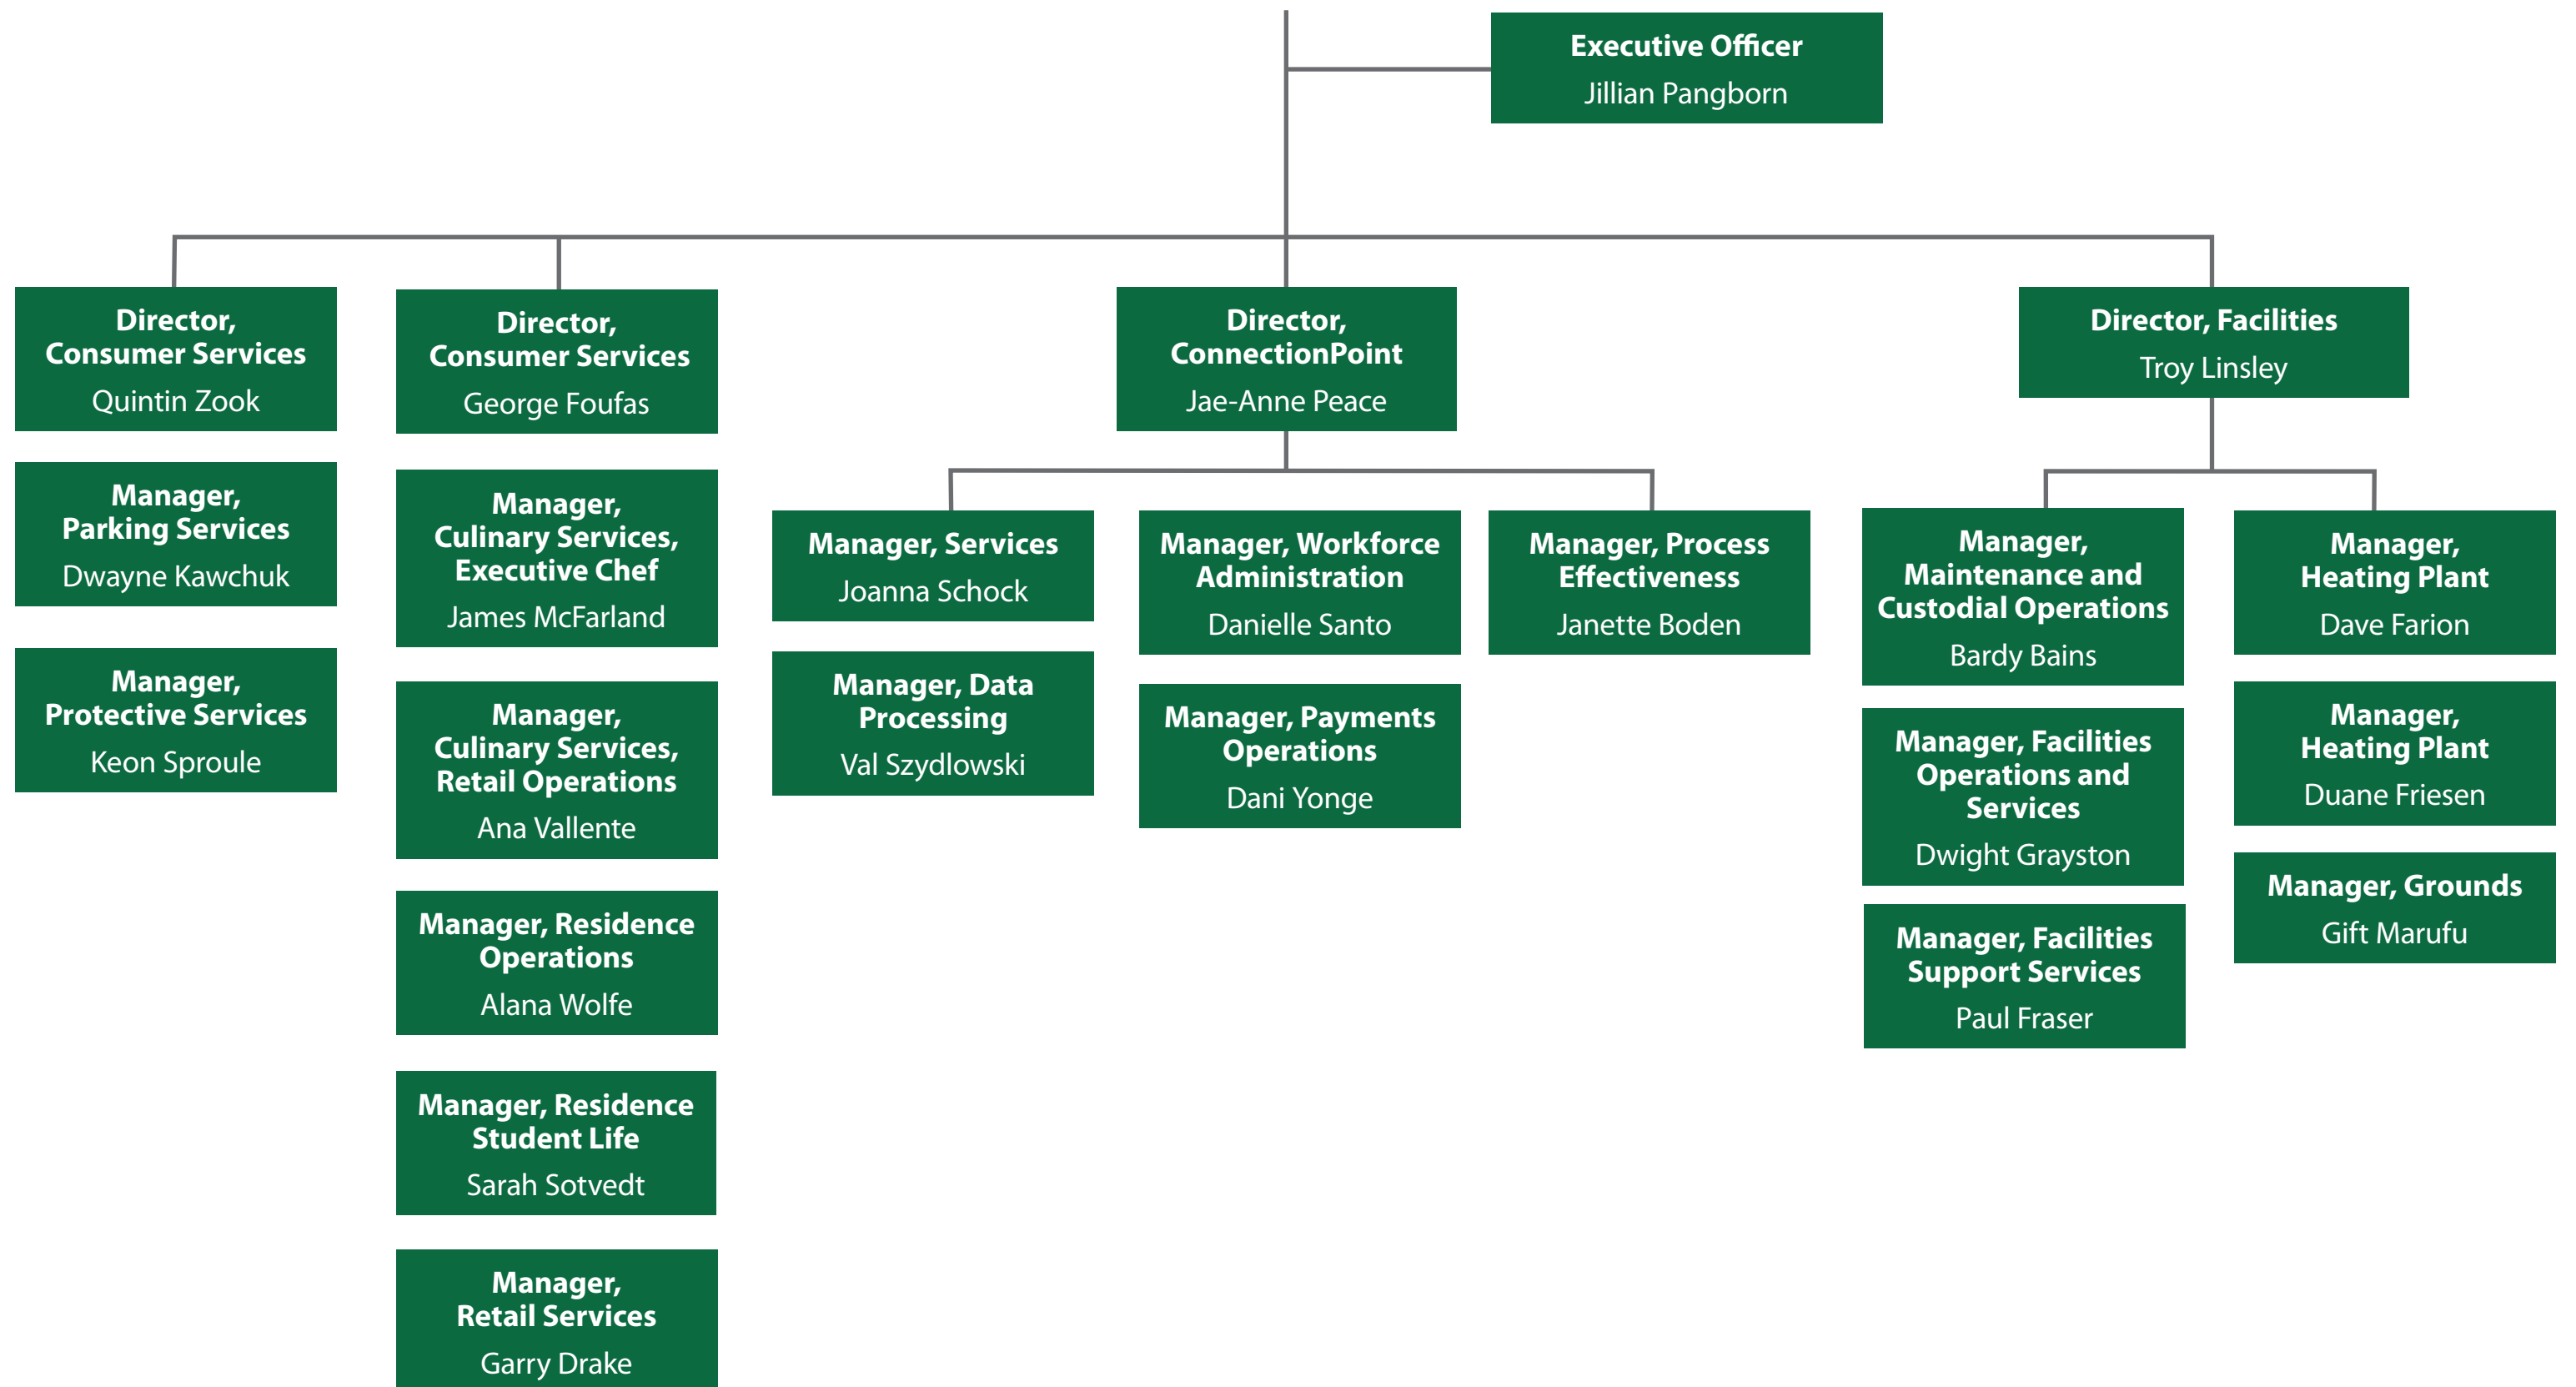 Executive Officer
Jillian Pangborn
Director,
Consumer Services
Quintin Zook
Manager,
Parking Services
Dwayne Kawchuk
Manager,
Protective Services
Keon Sproule
Director,
Consumer Services
George Foufas
Manager,
Culinary Services,
Executive Chef
James McFarland
Manager,
Culinary Services,
Retail Operations
Ana Vallente
Manager, Residence
Operations
Alana Wolfe
Manager, Residence
Student Life
Sarah Sotvedt
Manager,
Retail Services
Garry Drake
Director,
ConnectionPoint
Jae-Anne Peace
Manager, Services
Joanna Schock
Manager, Data
Processing
Val Szydlowski
Manager, Workforce
Administration
Danielle Santo
Manager, Payments
Operations
Dani Yonge
Manager, Process
Effectiveness
Janette Boden
Director, Facilities
Troy Linsley
Manager,
Maintenance and
Custodial Operations
Bardy Bains
Manager, Facilities
Operations and
Services
Dwight Grayston
Manager, Facilities
Support Services
Paul Fraser
Manager,
Heating Plant
Dave Farion
Manager,
Heating Plant
Duane Friesen
Manager, Grounds
Gift Marufu